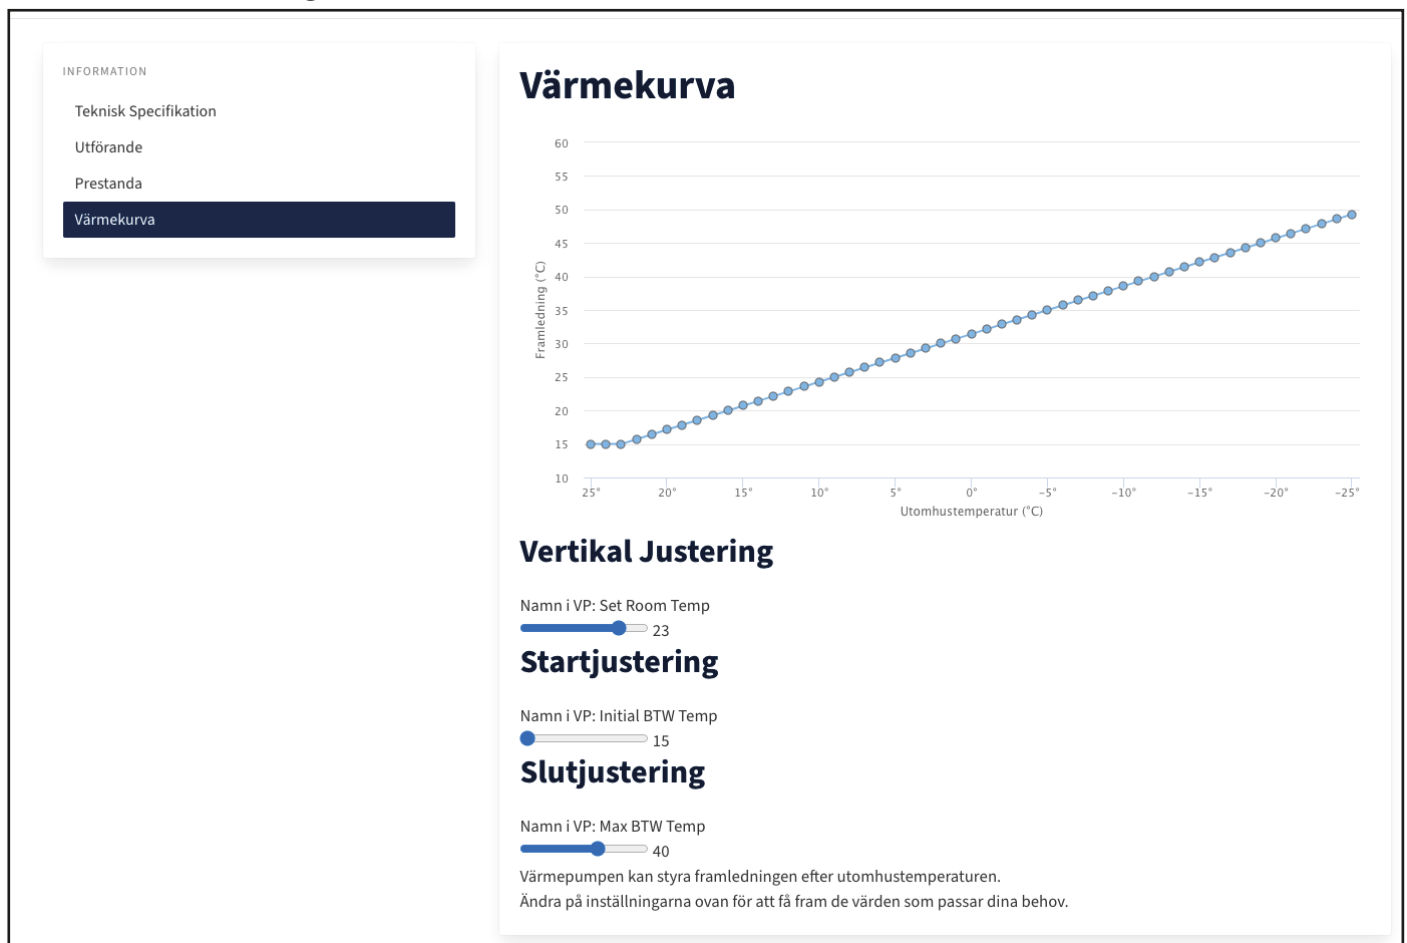 INFORMATION
Teknisk Specifikation
Utförande
Prestanda
Värmekurva
Värmekurva
60
55
50
45
40
35
30
25
20
15
10
Framledning (°C)
25° 20° 15° 10° 5° 0° −5° −10° −15° −20° −25°
Utomhustemperatur (°C)
Vertikal Justering
Namn i VP: Set Room Temp
23
Startjustering
Namn i VP: Initial BTW Temp
15
Slutjustering
Namn i VP: Max BTW Temp
40
Värmepumpen kan styra framledningen efter utomhustemperaturen.
Ändra på inställningarna ovan för att få fram de värden som passar dina behov.